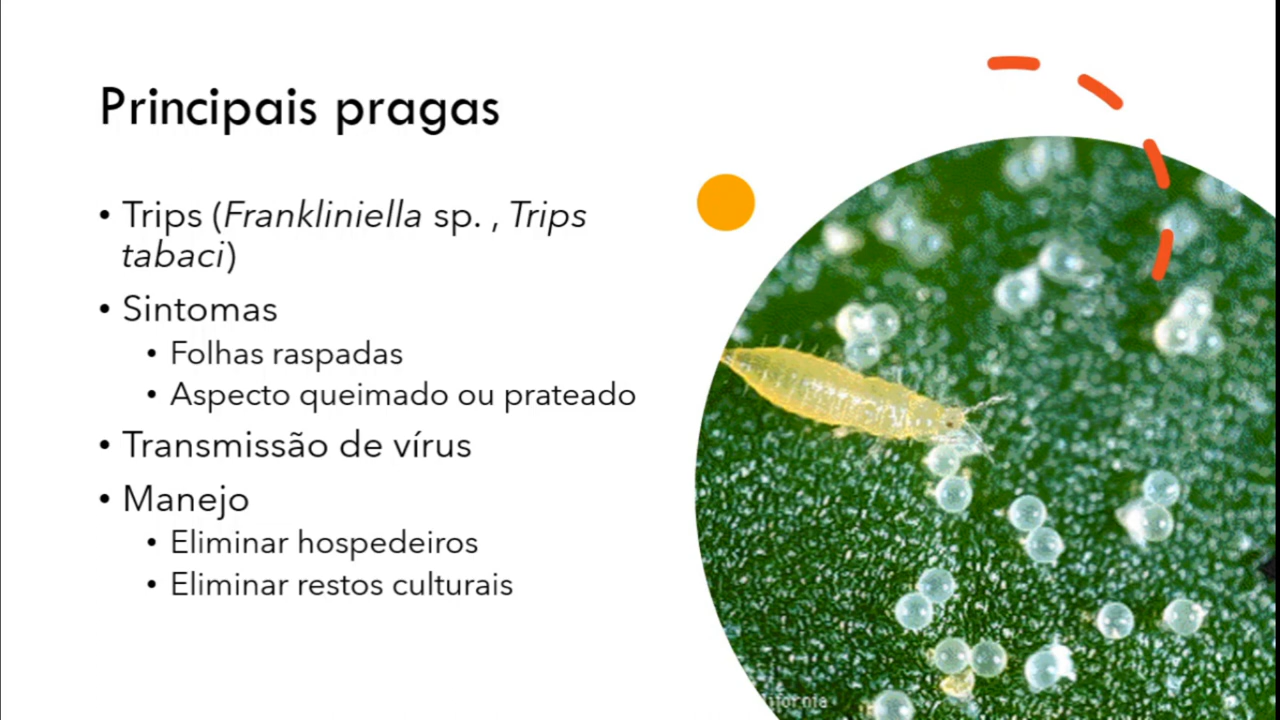 Principais pragas
• Trips (Frankliniella sp. , Trips
tabaci)
• Sintomas
• Folhas raspadas
• Aspecto queimado ou prateado
• Transmissão de vírus
• Manejo
• Eliminar hospedeiros
• Eliminar restos culturais